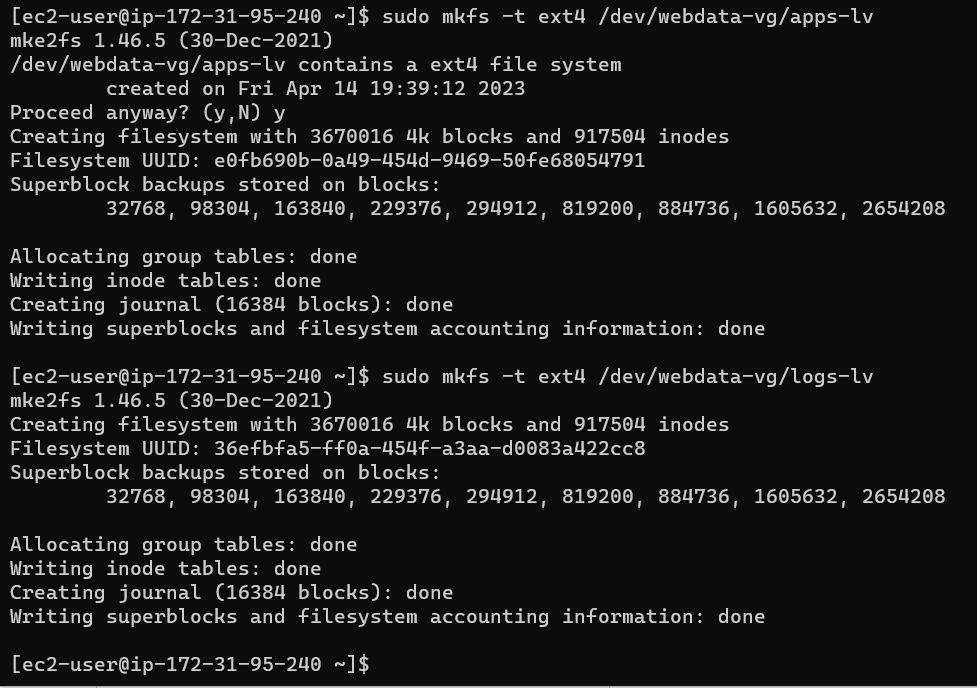 [ec2-user@ip-172-31-95-240 ~]$ sudo mkfs -t ext4 /dev/webdata-vg/apps-lv
mke2fs 1.46.5 (30-Dec-2021)
/dev/webdata-vg/apps-lv contains a ext4 file system
        created on Fri Apr 14 19:39:12 2023
Proceed anyway? (y,N) y
Creating filesystem with 3670016 4k blocks and 917504 inodes
Filesystem UUID: e0fb690b-0a49-454d-9469-50fe68054791
Superblock backups stored on blocks:
        32768, 98304, 163840, 229376, 294912, 819200, 884736, 1605632, 2654208

Allocating group tables: done
Writing inode tables: done
Creating journal (16384 blocks): done
Writing superblocks and filesystem accounting information: done

[ec2-user@ip-172-31-95-240 ~]$ sudo mkfs -t ext4 /dev/webdata-vg/logs-lv
mke2fs 1.46.5 (30-Dec-2021)
Creating filesystem with 3670016 4k blocks and 917504 inodes
Filesystem UUID: 36efbfa5-ff0a-454f-a3aa-d0083a422cc8
Superblock backups stored on blocks:
        32768, 98304, 163840, 229376, 294912, 819200, 884736, 1605632, 2654208

Allocating group tables: done
Writing inode tables: done
Creating journal (16384 blocks): done
Writing superblocks and filesystem accounting information: done

[ec2-user@ip-172-31-95-240 ~]$